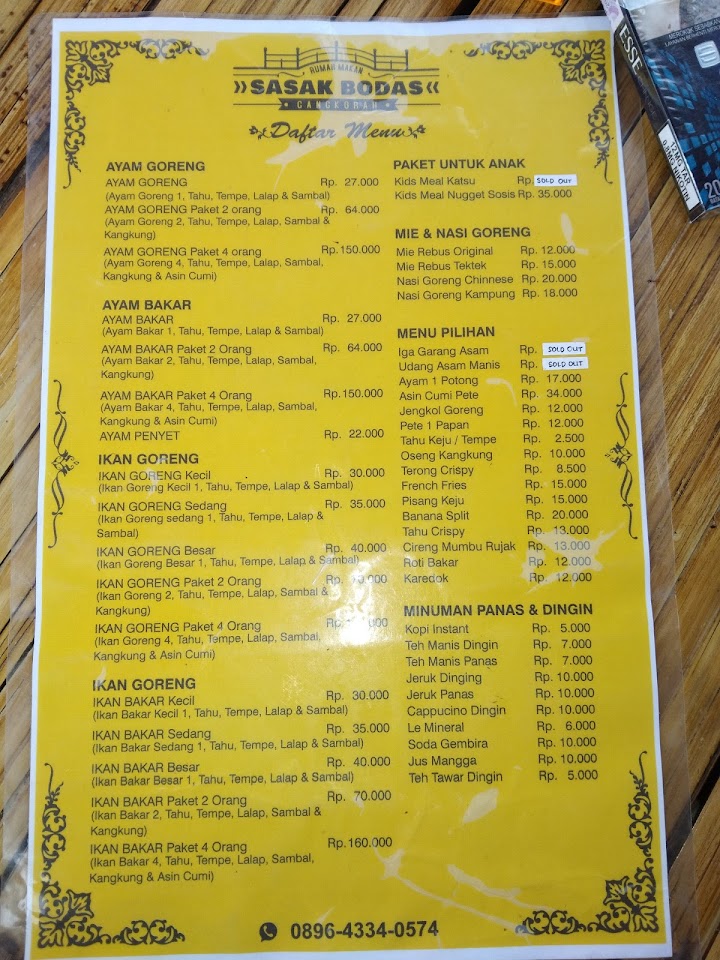 RUMAH MAKAN
»SASAK BODAS«
• CANGKORAH •
Daftar Menu
AYAM GORENG
AYAM GORENG Rp. 27.000
(Ayam Goreng 1, Tahu, Tempe, Lalap & Sambal)
AYAM GORENG Paket 2 orang Rp. 64.000
(Ayam Goreng 2, Tahu, Tempe, Lalap, Sambal &
Kangkung)
AYAM GORENG Paket 4 orang Rp.150.000
(Ayam Goreng 4, Tahu, Tempe, Lalap, Sambal,
Kangkung & Asin Cumi)
AYAM BAKAR
AYAM BAKAR Rp. 27.000
(Ayam Bakar 1, Tahu, Tempe, Lalap & Sambal)
AYAM BAKAR Paket 2 Orang Rp. 64.000
(Ayam Bakar 2, Tahu, Tempe, Lalap, Sambal,
Kangkung)
AYAM BAKAR Paket 4 Orang Rp.150.000
(Ayam Bakar 4, Tahu, Tempe, Lalap, Sambal,
Kangkung & Asin Cumi)
AYAM PENYET Rp. 22.000
IKAN GORENG
IKAN GORENG Kecil Rp. 30.000
(Ikan Goreng Kecil 1, Tahu, Tempe, Lalap & Sambal)
IKAN GORENG Sedang Rp. 35.000
(Ikan Goreng sedang 1, Tahu, Tempe, Lalap &
Sambal)
IKAN GORENG Besar Rp. 40.000
(Ikan Goreng Besar 1, Tahu, Tempe, Lalap & Sambal)
IKAN GORENG Paket 2 Orang Rp.
(Ikan Goreng 2, Tahu, Tempe, Lalap, Sambal &
Kangkung)
IKAN GORENG Paket 4 Orang Rp.
(Ikan Goreng 4, Tahu, Tempe, Lalap, Sambal,
Kangkung & Asin Cumi)
IKAN GORENG
IKAN BAKAR Kecil Rp. 30.000
(Ikan Bakar Kecil 1, Tahu, Tempe, Lalap & Sambal)
IKAN BAKAR Sedang Rp. 35.000
(Ikan Bakar Sedang 1, Tahu, Tempe, Lalap & Sambal)
IKAN BAKAR Besar Rp. 40.000
(Ikan Bakar Besar 1, Tahu, Tempe, Lalap & Sambal)
IKAN BAKAR Paket 2 Orang Rp. 70.000
(Ikan Bakar 2, Tahu, Tempe, Lalap, Sambal &
Kangkung)
IKAN BAKAR Paket 4 Orang Rp.160.000
(Ikan Bakar 4, Tahu, Tempe, Lalap, Sambal,
Kangkung & Asin Cumi)
PAKET UNTUK ANAK
Kids Meal Katsu Rp SOLD OUT
Kids Meal Nugget Sosis Rp. 35.000
MIE & NASI GORENG
Mie Rebus Original Rp. 12.000
Mie Rebus Tektek Rp. 15.000
Nasi Goreng Chinnese Rp. 20.000
Nasi Goreng Kampung Rp. 18.000
MENU PILIHAN
Iga Garang Asam Rp. SOLD OUT
Udang Asam Manis Rp. SOLD OUT
Ayam 1 Potong Rp. 17.000
Asin Cumi Pete Rp. 34.000
Jengkol Goreng Rp. 12.000
Pete 1 Papan Rp. 12.000
Tahu Keju / Tempe Rp. 2.500
Oseng Kangkung Rp. 10.000
Terong Crispy Rp. 8.500
French Fries Rp. 15.000
Pisang Keju Rp. 15.000
Banana Split Rp. 20.000
Tahu Crispy Rp. 13.000
Cireng Mumbu Rujak Rp. 13.000
Roti Bakar Rp. 12.000
Karedok Rp. 12.000
MINUMAN PANAS & DINGIN
Kopi Instant Rp. 5.000
Teh Manis Dingin Rp. 7.000
Teh Manis Panas Rp. 7.000
Jeruk Dinging Rp. 10.000
Jeruk Panas Rp. 10.000
Cappucino Dingin Rp. 10.000
Le Mineral Rp. 6.000
Soda Gembira Rp. 10.000
Jus Mangga Rp. 10.000
Teh Tawar Dingin Rp. 5.000
0896-4334-0574
ESSE